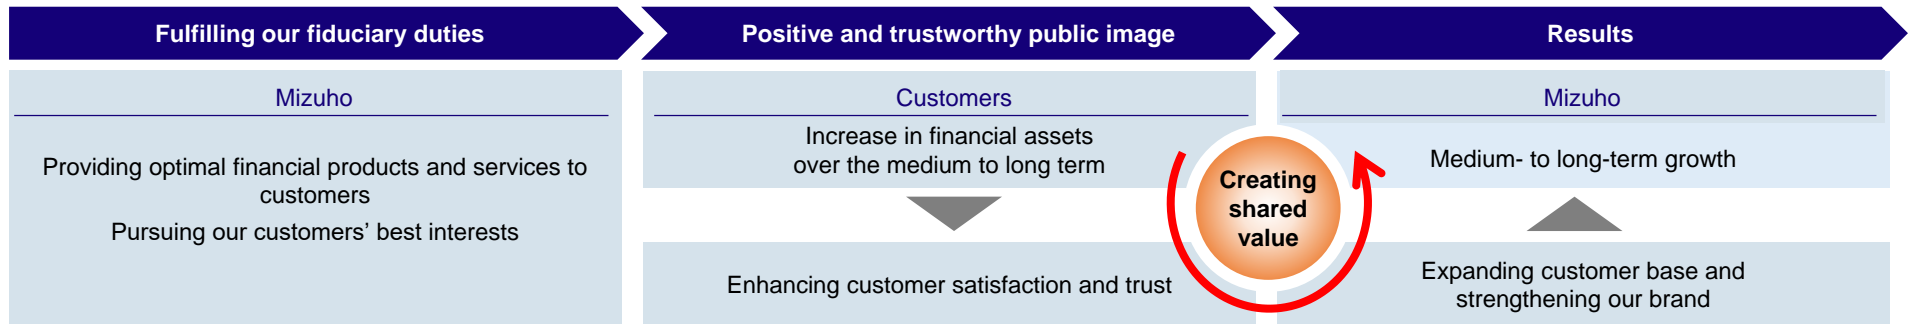 Fulfilling our fiduciary duties
Positive and trustworthy public image
Results
Mizuho
Providing optimal financial products and services to
customers
Pursuing our customers’ best interests
Customers
Increase in financial assets
over the medium to long term
Enhancing customer satisfaction and trust
Creating
shared
value
Mizuho
Medium- to long-term growth
Expanding customer base and
strengthening our brand